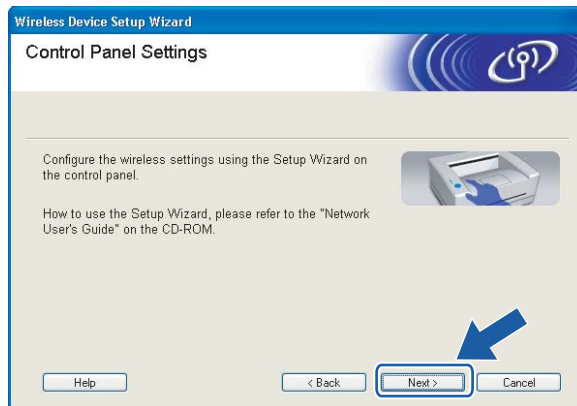 Wireless Device Setup Wizard
Control Panel Settings
Configure the wireless settings using the Setup Wizard on
the control panel.
How to use the Setup Wizard, please refer to the "Network
User's Guide" on the CD-ROM.
Help
< Back
Next >
Cancel